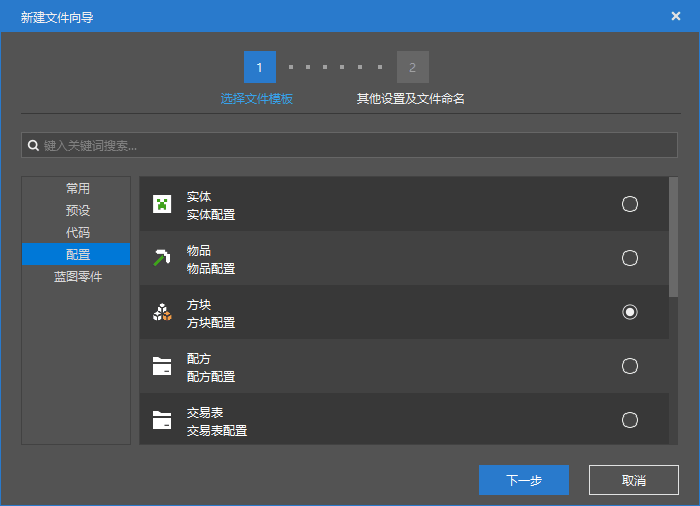 新建文件向导
1
2
选择文件模板
其他设置及文件命名
键入关键词搜索...
常用
预设
代码
配置
蓝图零件
实体
实体配置
物品
物品配置
方块
方块配置
配方
配方配置
交易表
交易表配置
下一步
取消